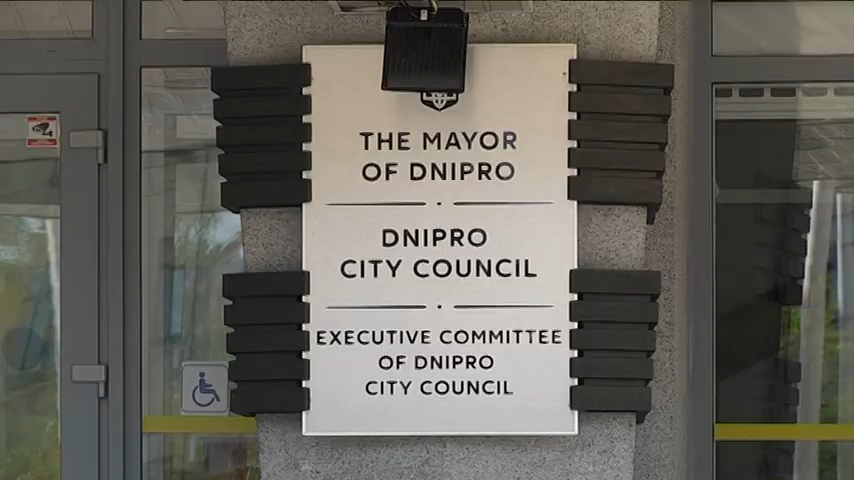 THE MAYOR
OF DNIPRO
DNIPRO
CITY COUNCIL
EXECUTIVE COMMITTEE
OF DNIPRO
CITY COUNCIL